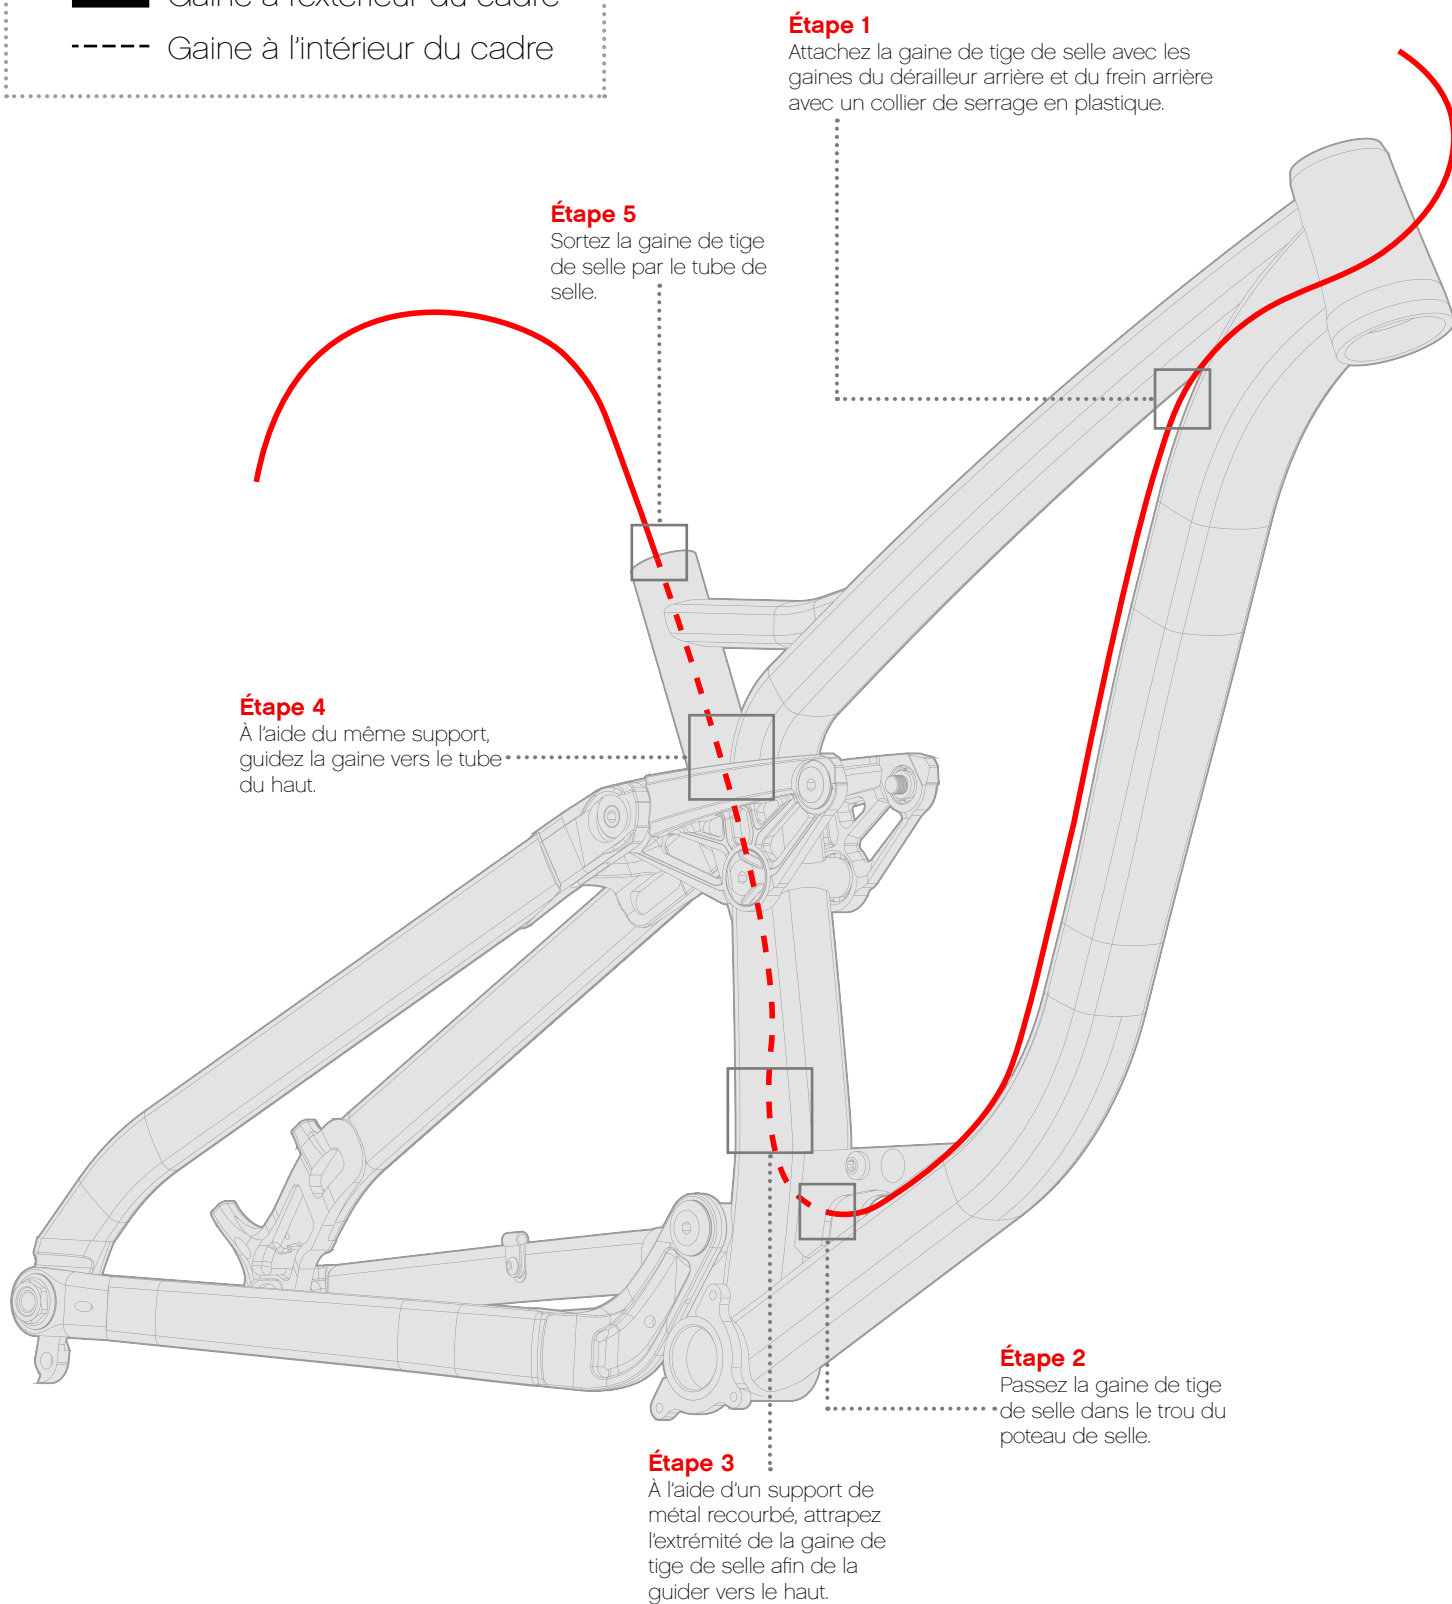 Gaine à l'extérieur du cadre
Gaine à l'intérieur du cadre
Étape 1
Attachez la gaine de tige de selle avec les
gaines du dérailleur arrière et du frein arrière
avec un collier de serrage en plastique.
Étape 5
Sortez la gaine de tige
de selle par le tube de
selle.
Étape 4
À l'aide du même support,
guidez la gaine vers le tube
du haut.
Étape 2
Passez la gaine de tige
de selle dans le trou du
poteau de selle.
Étape 3
À l'aide d'un support de
métal recourbé, attrapez
l'extrémité de la gaine de
tige de selle afin de la
guider vers le haut.